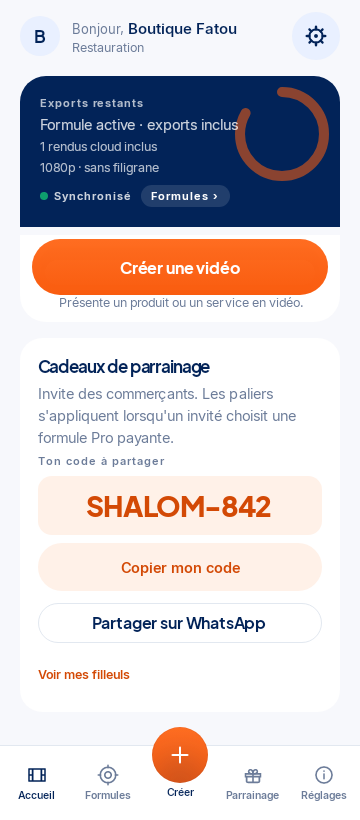 B
Bonjour, Boutique Fatou
Restauration
Exports restants
Formule active · exports inclus
1 rendus cloud inclus
1080p · sans filigrane
Synchronisé
Formules ›
Créer une vidéo
Présente un produit ou un service en vidéo.
Cadeaux de parrainage
Invite des commerçants. Les paliers
s'appliquent lorsqu'un invité choisit une
formule Pro payante.
Ton code à partager
SHALOM-842
Copier mon code
Partager sur WhatsApp
Voir mes filleuls
Accueil
Formules
Créer
Parrainage
Réglages